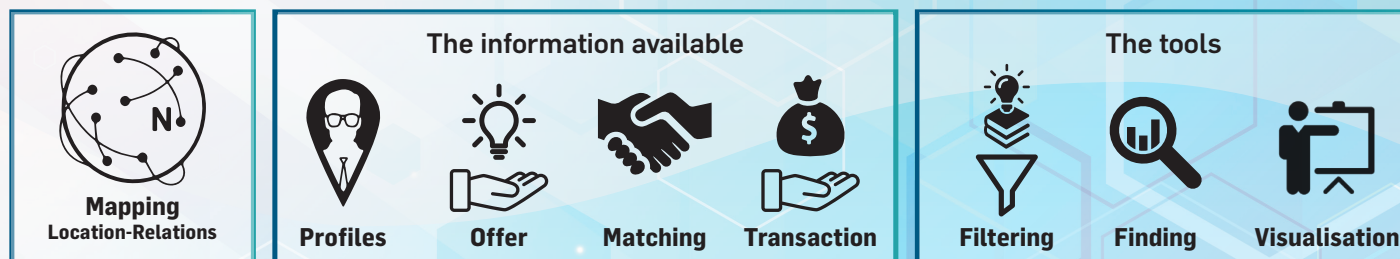 N
Mapping
Location-Relations
The information available
$
$
Profiles
Offer
Matching
Transaction
The tools
Filtering
Finding
Visualisation